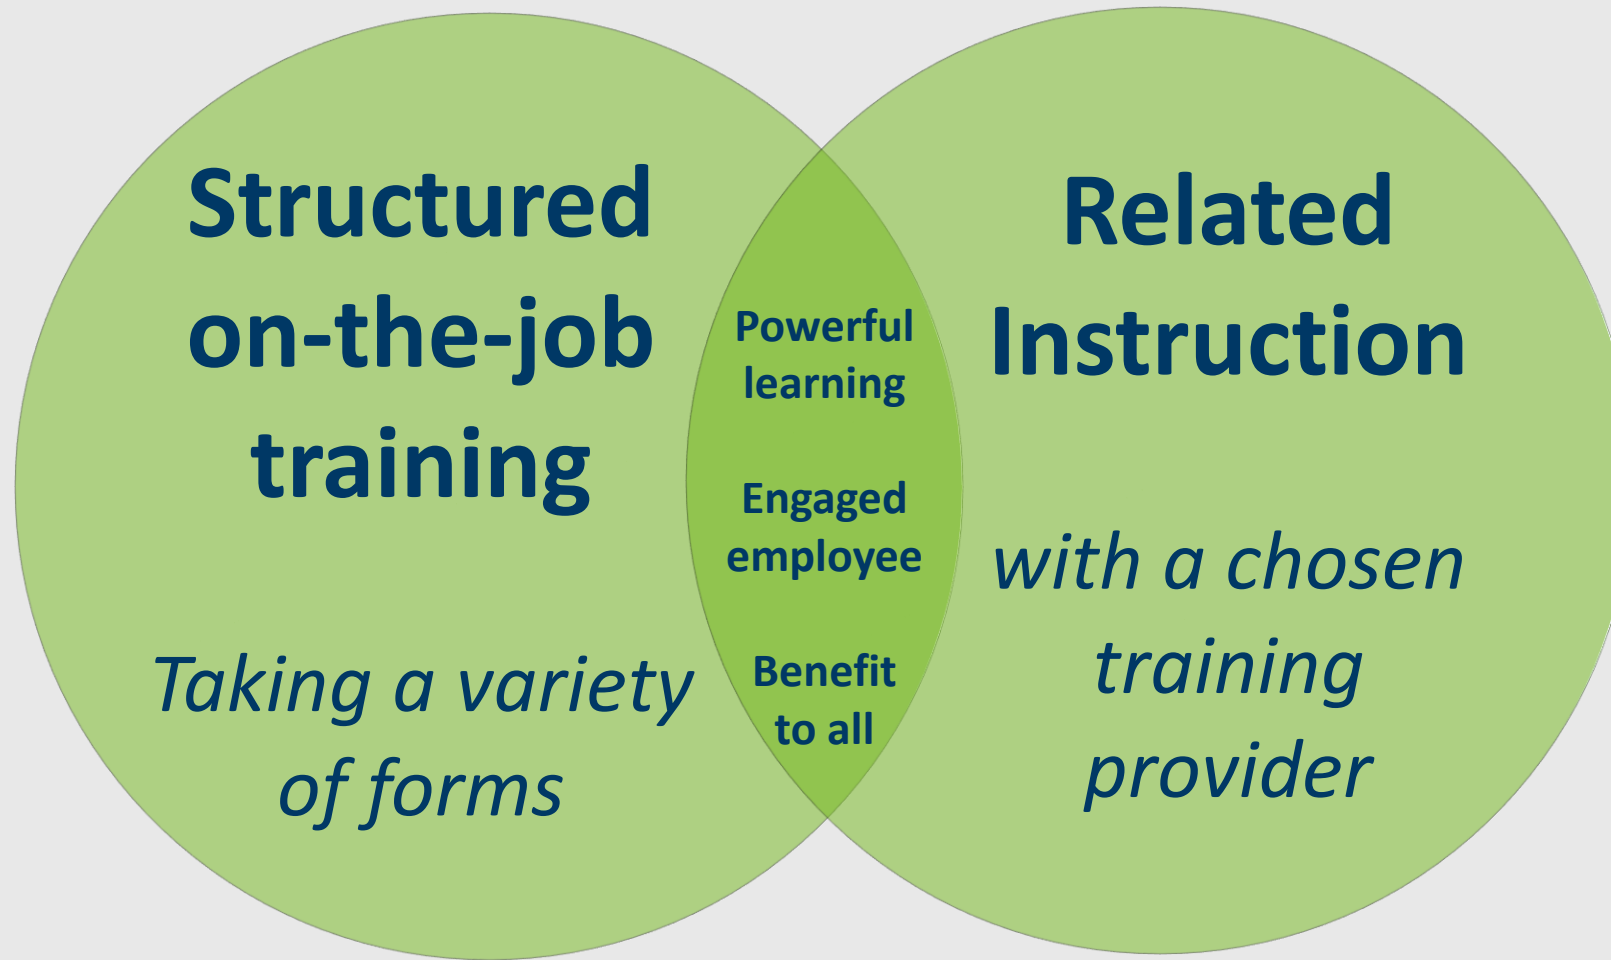 Structured
on-the-job
training
Taking a variety
of forms
Powerful
learning
Engaged
employee
Benefit
to all
Related
Instruction
with a chosen
training
provider